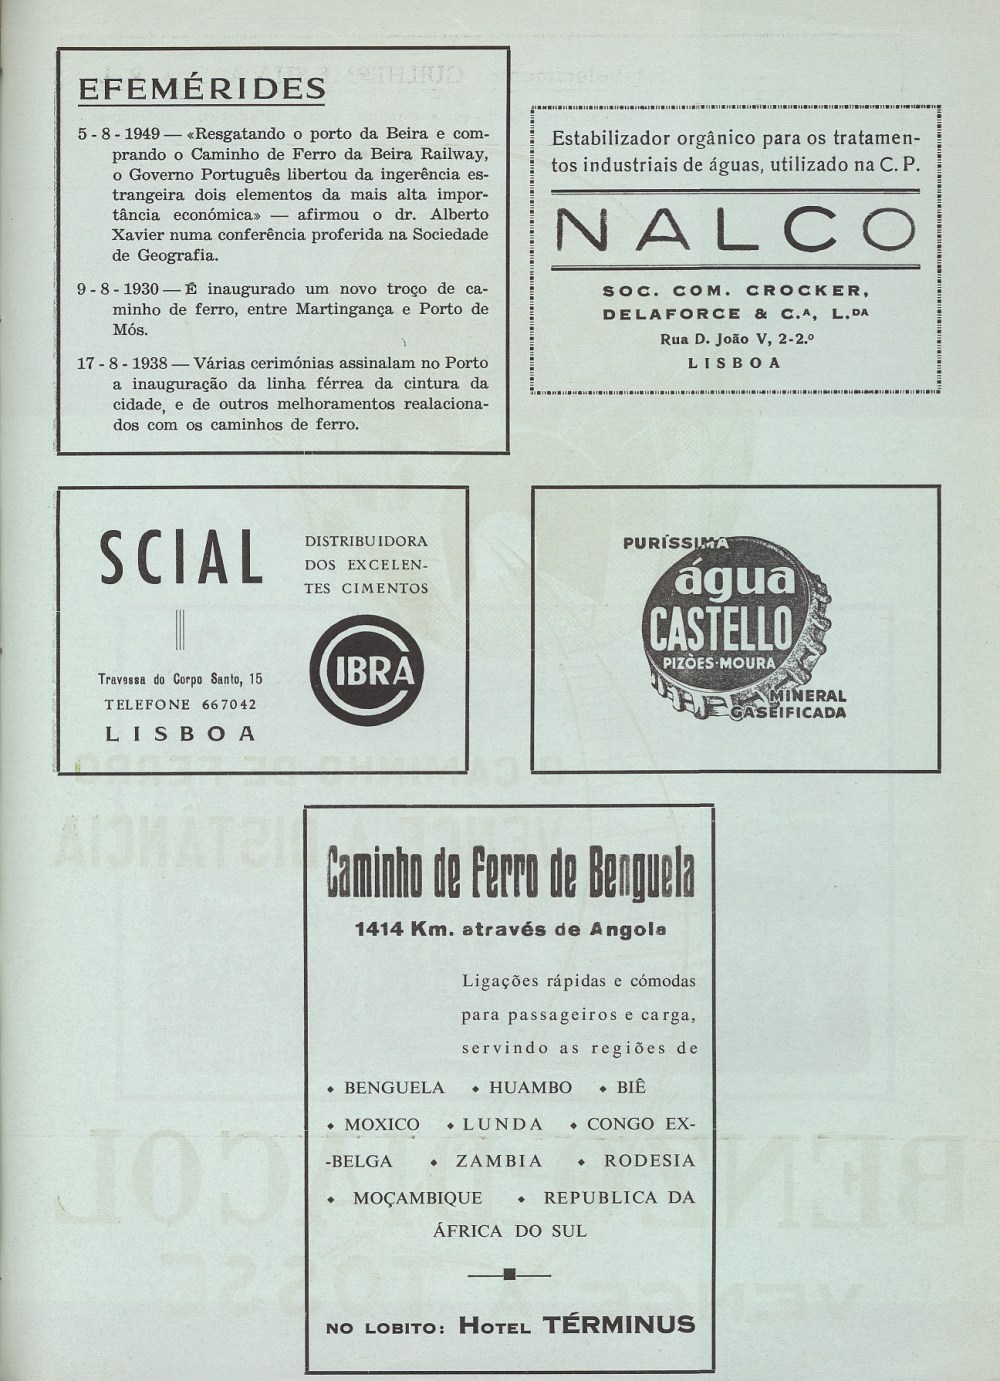 EFEMÉRIDES
5 - 8 - 1949 — «Resgatando o porto da Beira e com-
prando o Caminho de Ferro da Beira Railway,
o Governo Português libertou da ingerência es-
trangeira dois elementos da mais alta impor-
tância económica» — afirmou o dr. Alberto
Xavier numa conferência proferida na Sociedade
de Geografia.
9 - 8 - 1930 — É inaugurado um novo troço de ca-
minho de ferro, entre Martingança e Porto de
Mós.
17 - 8 - 1938 — Várias cerimónias assinalam no Porto
a inauguração da linha férrea da cintura da
cidade, e de outros melhoramentos realaciona-
dos com os caminhos de ferro.
Estabilizador orgânico para os tratamen-
tos industriais de águas, utilizado na C. P.
NALCO
SOC. COM. CROCKER,
DELAFORCE & C.ᴬ, L.ᴰᴬ
Rua D. João V, 2-2.º
LISBOA
SCIAL
Travessa do Corpo Santo, 15
TELEFONE 667042
LISBOA
DISTRIBUIDORA
DOS EXCELEN-
TES CIMENTOS
CIBRA
PURÍSSIMA
água
CASTELLO
PIZÕES-MOURA
MINERAL
GASEIFICADA
Caminho de Ferro de Benguela
1414 Km. através de Angola
Ligações rápidas e cómodas
para passageiros e carga,
servindo as regiões de
⬥ BENGUELA ⬥ HUAMBO ⬥ BIÊ
⬥ MOXICO ⬥ LUNDA ⬥ CONGO EX-
-BELGA ⬥ ZAMBIA ⬥ RODESIA
⬥ MOÇAMBIQUE ⬥ REPUBLICA DA
ÁFRICA DO SUL
NO LOBITO: HOTEL TÉRMINUS